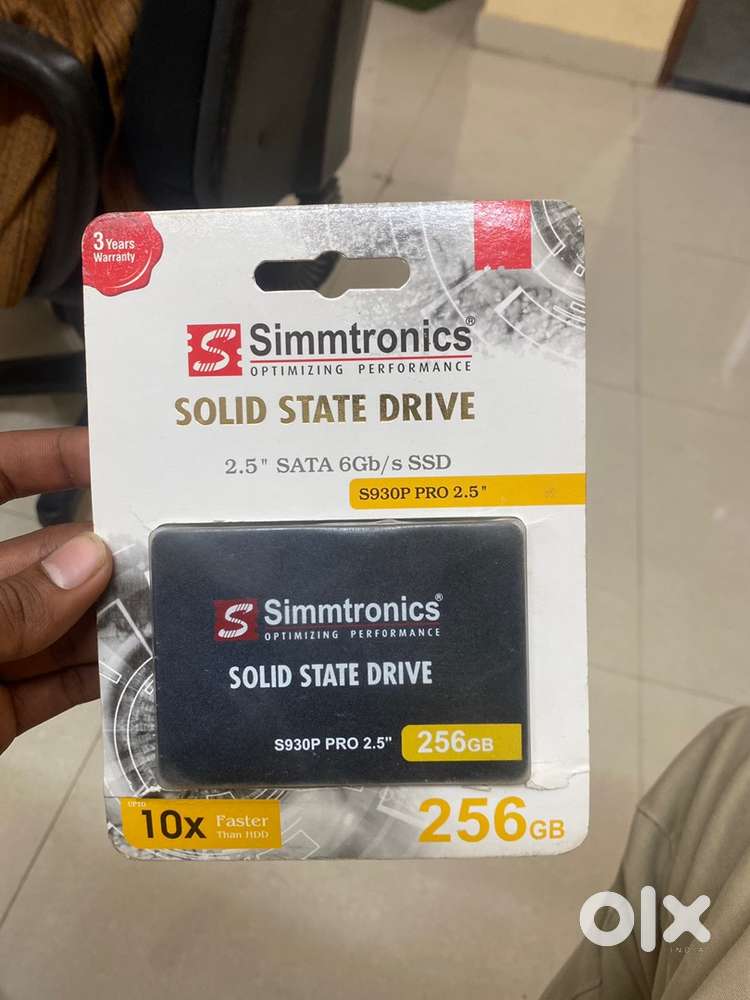 3 Years
Warranty
Simmtronics®
OPTIMIZING PERFORMANCE
SOLID STATE DRIVE
2.5" SATA 6Gb/s SSD
S930P PRO 2.5"
Simmtronics®
OPTIMIZING PERFORMANCE
SOLID STATE DRIVE
S930P PRO 2.5" 256GB
UPTO
10x Faster
Than HDD
256GB
olx
INDIA